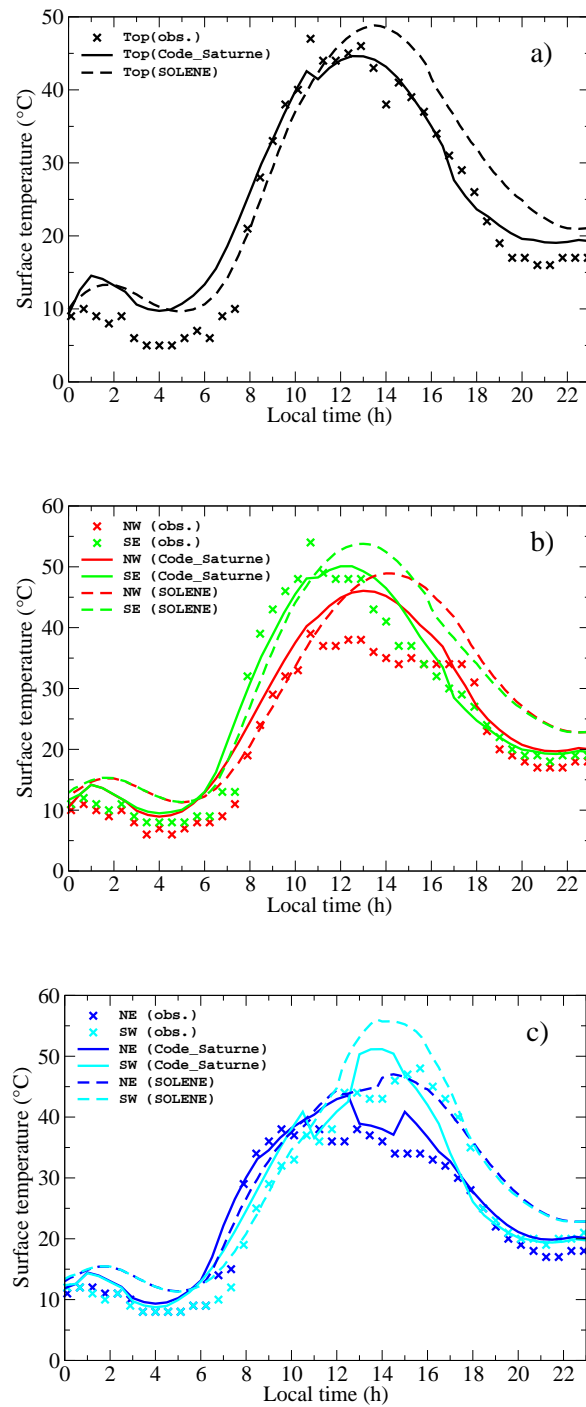 50
Top(obs.)
Top(Code_Saturne)
Top(SOLENE)
a)
40
30
20
10
0
Surface temperature (°C)
0 2 4 6 8 10 12 14 16 18 20 22
Local time (h)
60
NW (obs.)
SE (obs.)
NW (Code_Saturne)
SE (Code_Saturne)
NW (SOLENE)
SE (SOLENE)
b)
50
40
30
20
10
0
Surface temperature (°C)
0 2 4 6 8 10 12 14 16 18 20 22
Local time (h)
60
NE (obs.)
SW (obs.)
NE (Code_Saturne)
SW (Code_Saturne)
NE (SOLENE)
SW (SOLENE)
c)
50
40
30
20
10
0
Surface temperature (°C)
0 2 4 6 8 10 12 14 16 18 20 22
Local time (h)